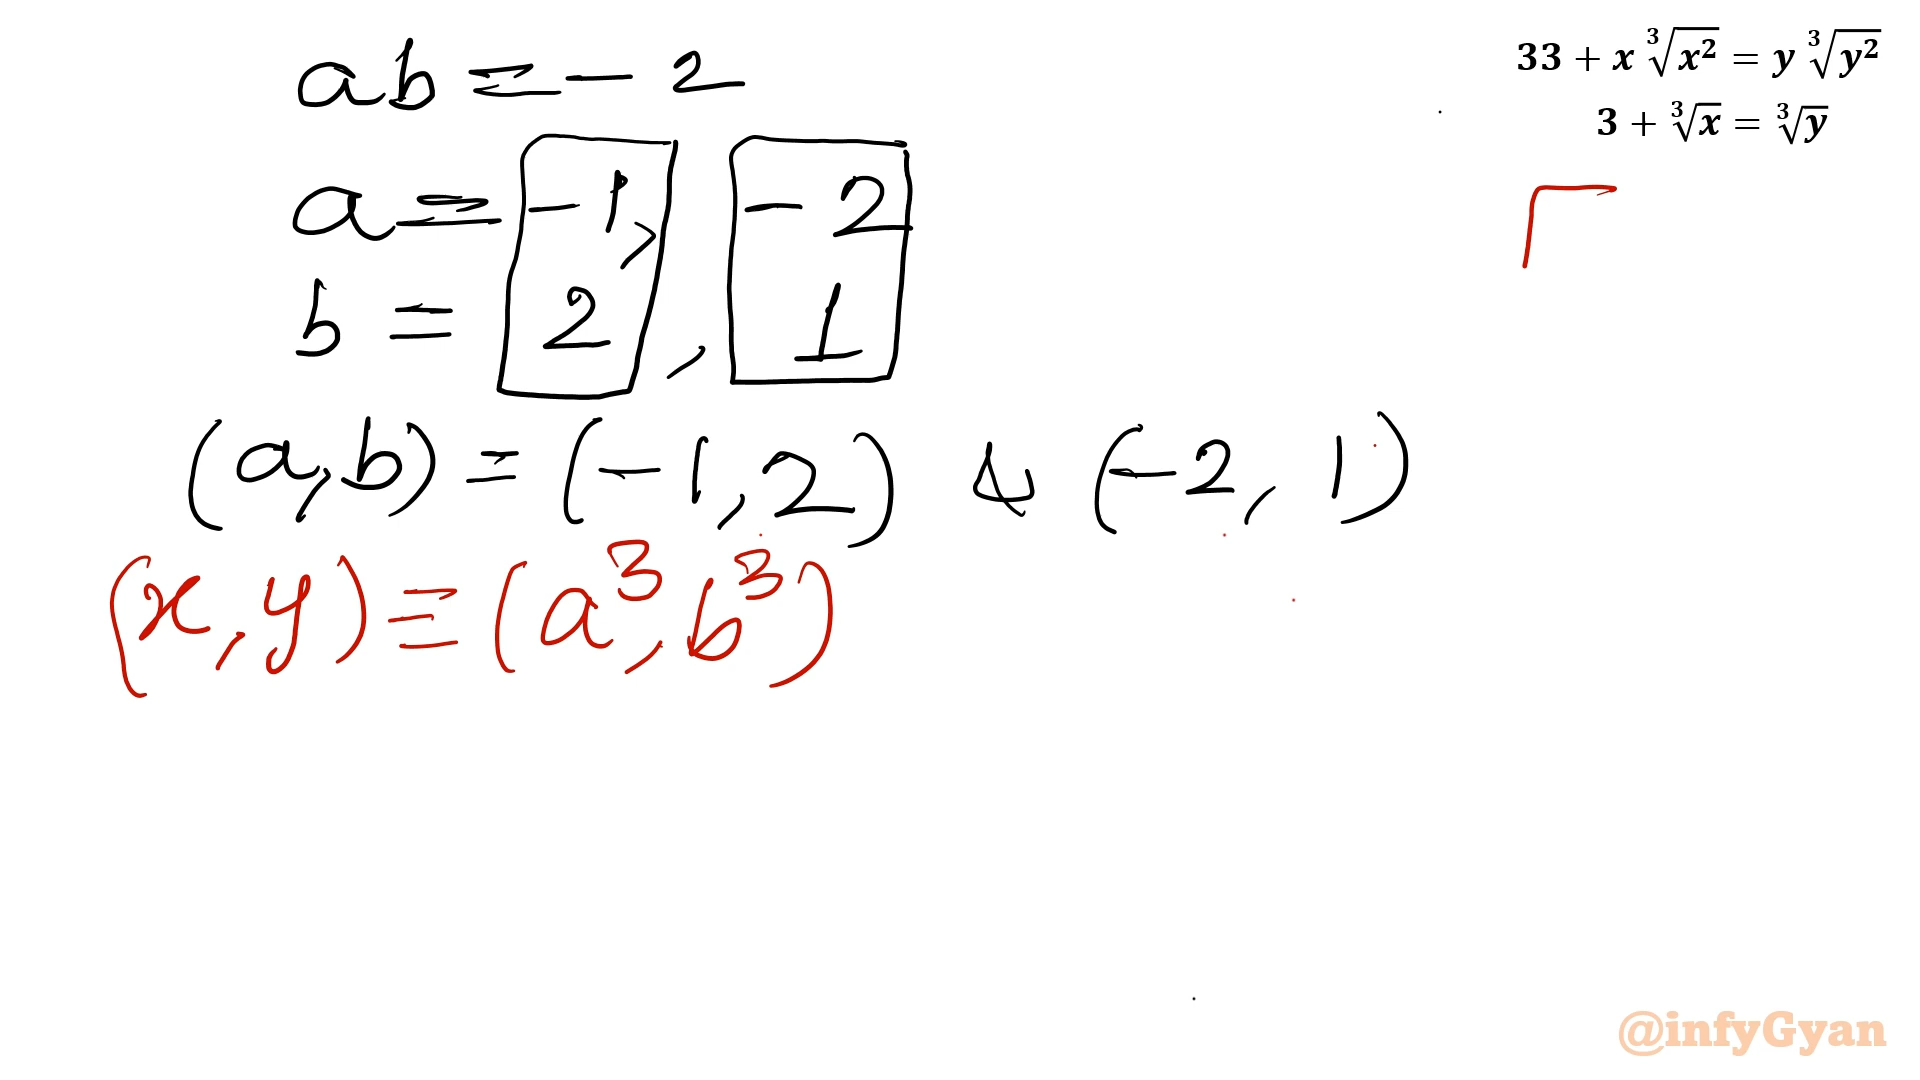 ab = - 2
33 + x ∛x² = y ∛y²
3 + ∛x = ∛y
a = -1, -2
b = 2, 1
(a,b) = (-1,2) & (-2, 1)
(x,y) ≡ (a³, b³)
@infyGyan